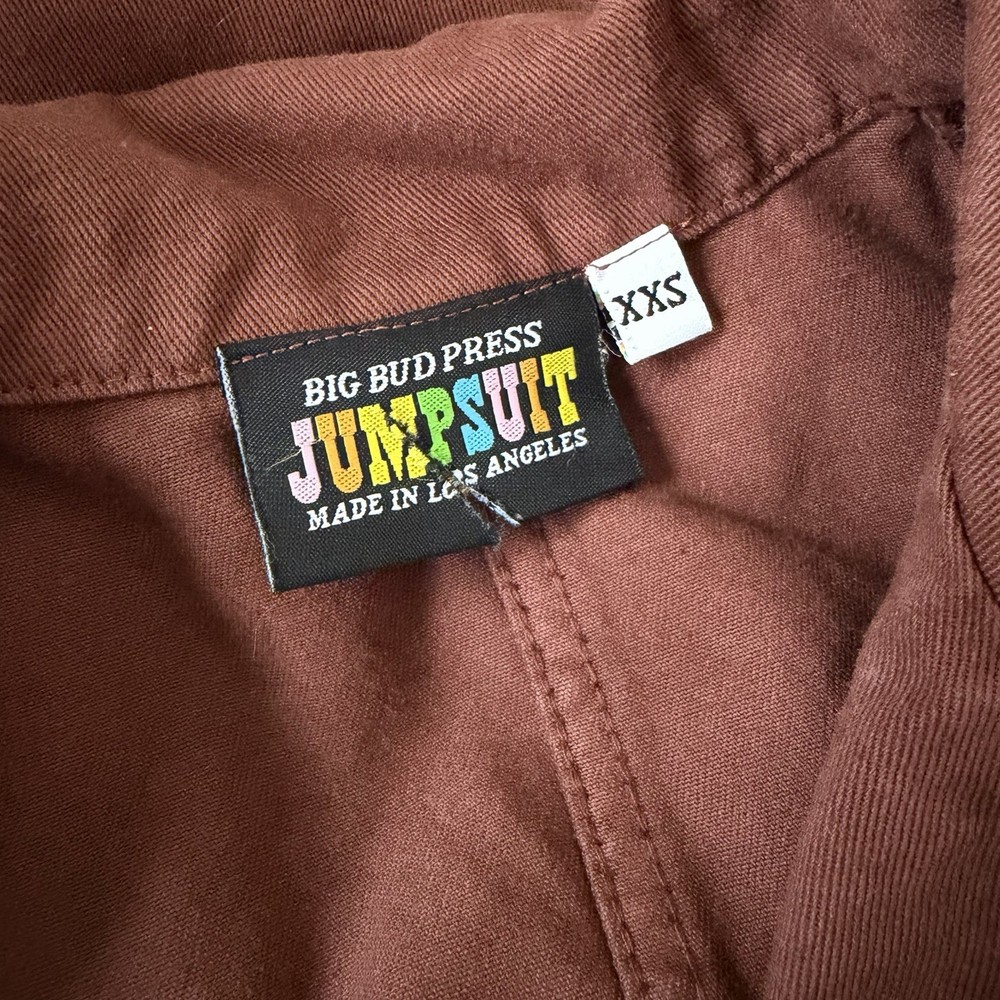 BIG BUD PRESS
JUMPSUIT
MADE IN LOS ANGELES
XXS